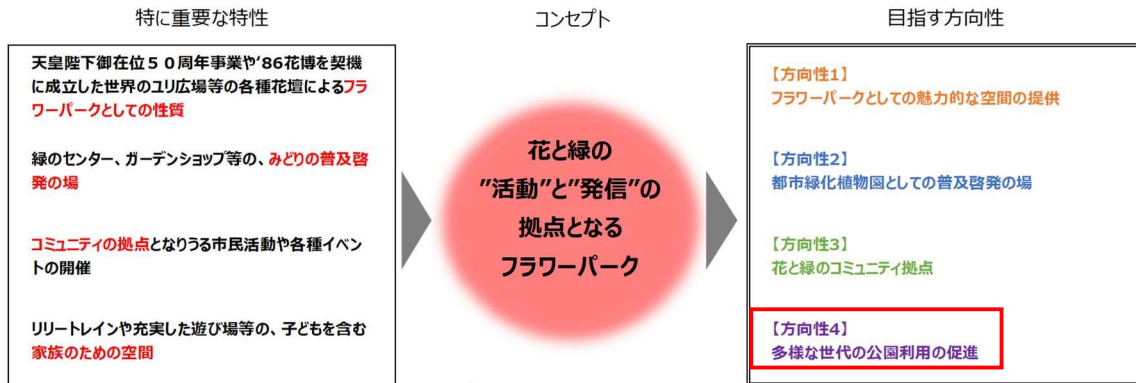 特に重要な特性
コンセプト
目指す方向性
天皇陛下御在位５０周年事業や‘86花博を契機
に成立した世界のユリ広場等の各種花壇によるフラ
ワーパークとしての性質
緑のセンター、ガーデンショップ等の、みどりの普及啓
発の場
コミュニティの拠点となりうる市民活動や各種イベン
トの開催
リリートレインや充実した遊び場等の、子どもを含む
家族のための空間
花と緑の
”活動”と”発信”の
拠点となる
フラワーパーク
【方向性1】
フラワーパークとしての魅力的な空間の提供
【方向性2】
都市緑化植物園としての普及啓発の場
【方向性3】
花と緑のコミュニティ拠点
【方向性4】
多様な世代の公園利用の促進